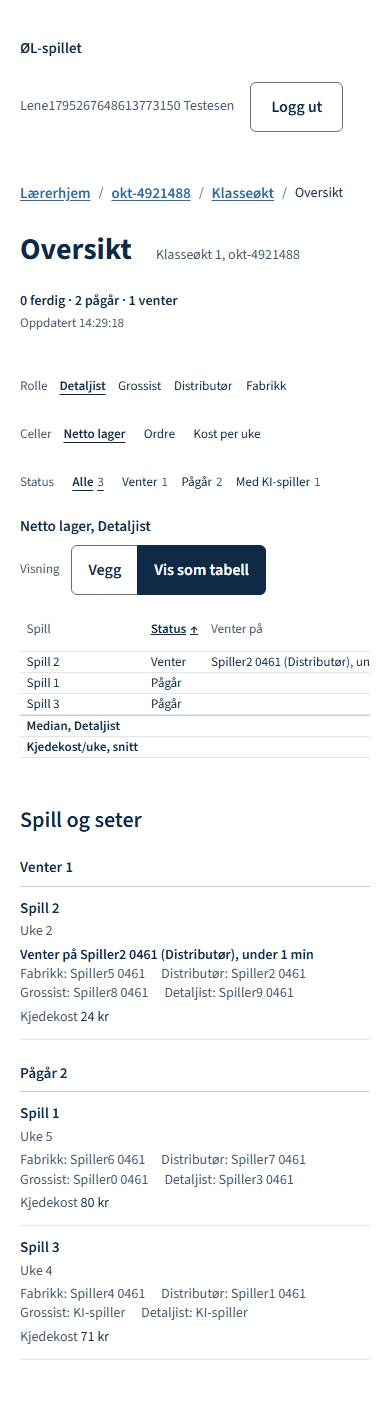 ØL-spillet
Lene1795267648613773150 Testesen Logg ut
Lærerhjem / okt-4921488 / Klasseøkt / Oversikt
Oversikt Klasseøkt 1, okt-4921488
0 ferdig · 2 pågår · 1 venter
Oppdatert 14:29:18
Rolle Detaljist Grossist Distributør Fabrikk
Celler Netto lager Ordre Kost per uke
Status Alle 3 Venter 1 Pågår 2 Med KI-spiller 1
Netto lager, Detaljist
Visning Vegg Vis som tabell
Spill Status ↑ Venter på
Spill 2 Venter Spiller2 0461 (Distributør), un
Spill 1 Pågår
Spill 3 Pågår
Median, Detaljist
Kjedekost/uke, snitt
Spill og seter
Venter 1
Spill 2
Uke 2
Venter på Spiller2 0461 (Distributør), under 1 min
Fabrikk: Spiller5 0461 Distributør: Spiller2 0461
Grossist: Spiller8 0461 Detaljist: Spiller9 0461
Kjedekost 24 kr
Pågår 2
Spill 1
Uke 5
Fabrikk: Spiller6 0461 Distributør: Spiller7 0461
Grossist: Spiller0 0461 Detaljist: Spiller3 0461
Kjedekost 80 kr
Spill 3
Uke 4
Fabrikk: Spiller4 0461 Distributør: Spiller1 0461
Grossist: KI-spiller Detaljist: KI-spiller
Kjedekost 71 kr